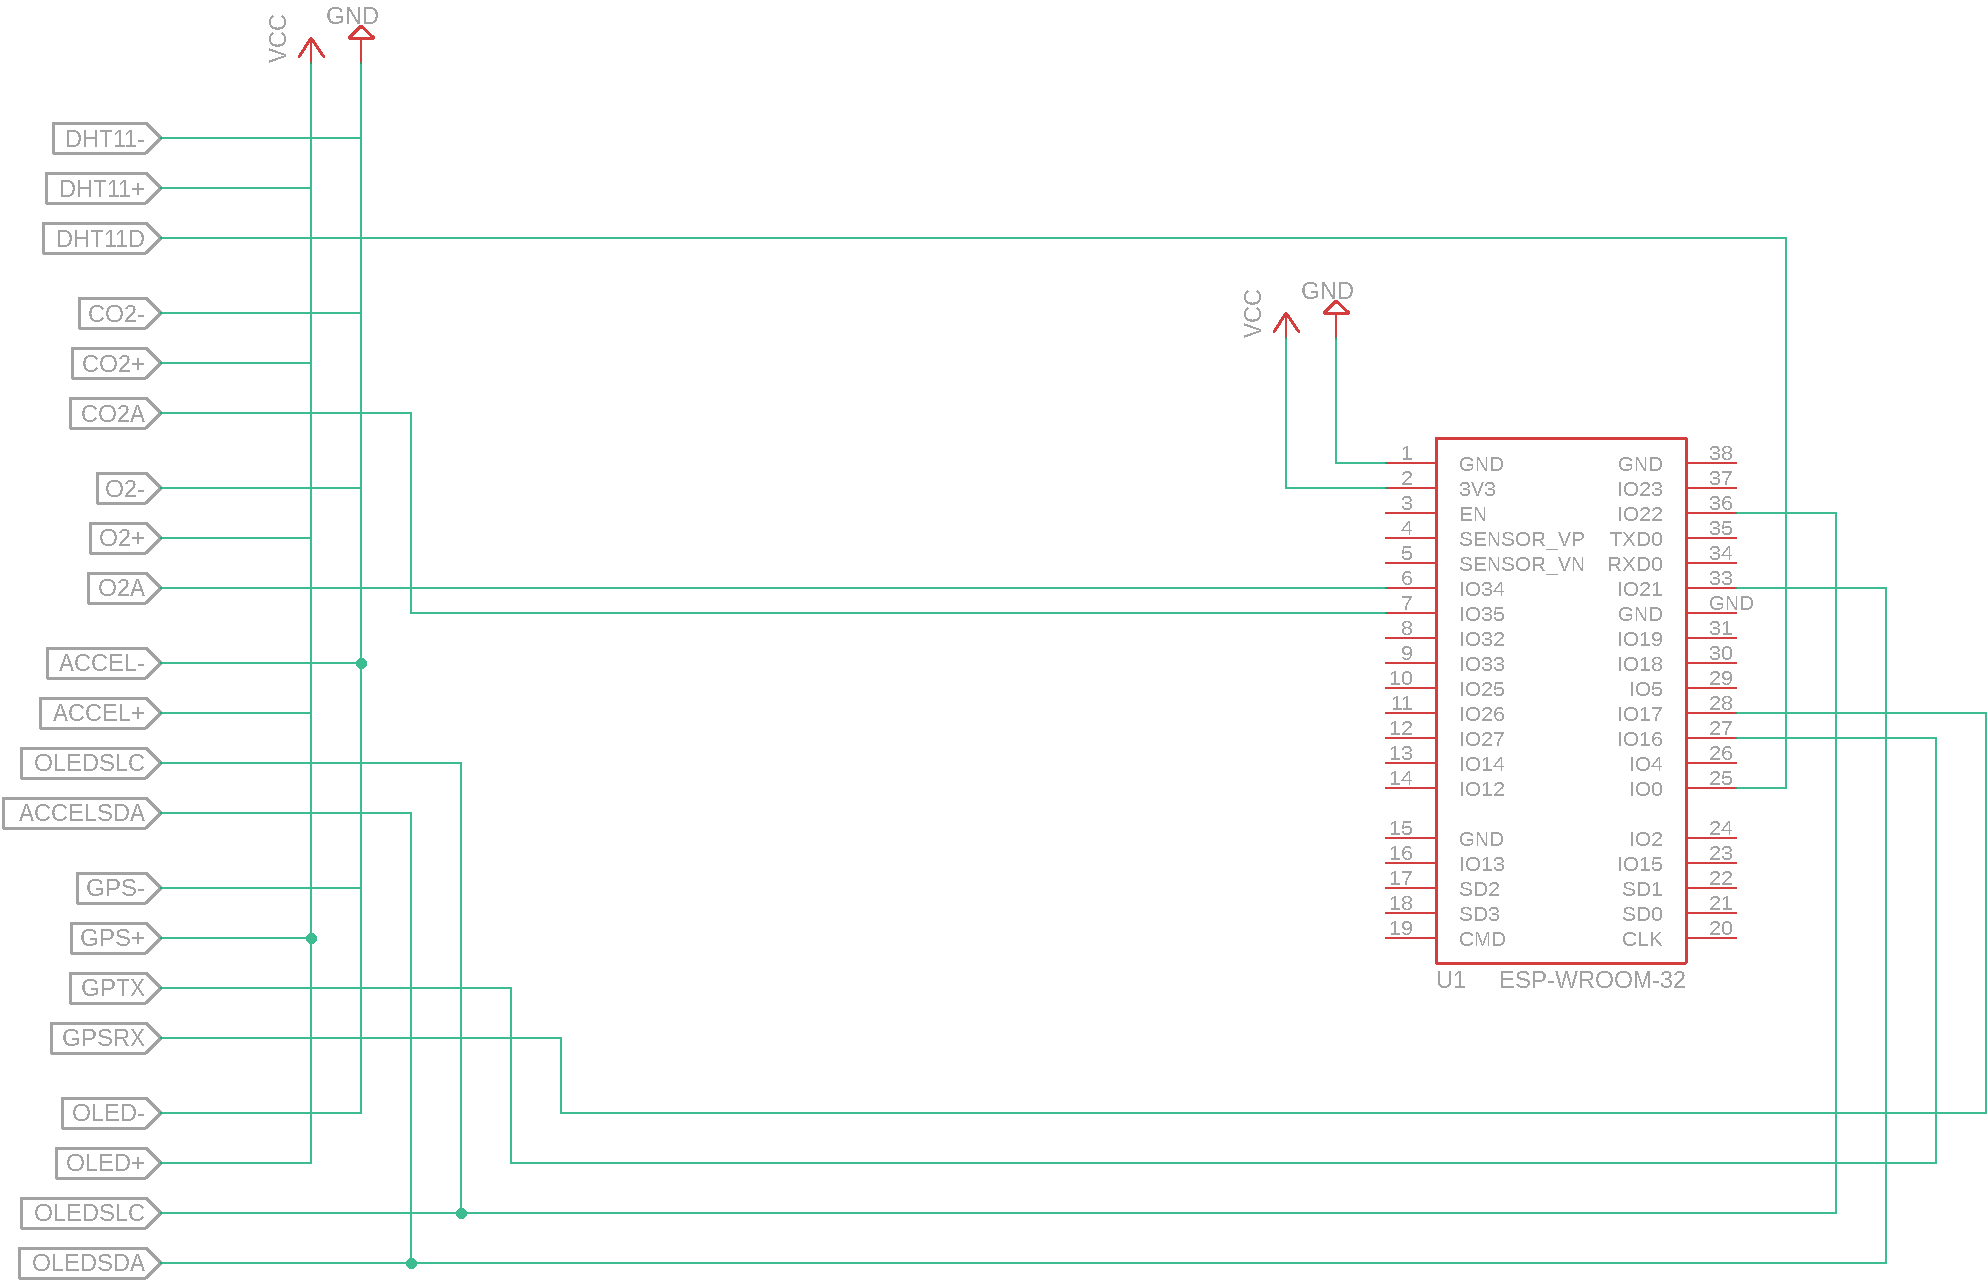 VCC
GND
DHT11-
DHT11+
DHT11D
CO2-
CO2+
CO2A
O2-
O2+
O2A
ACCEL-
ACCEL+
OLEDSLC
ACCELSDA
GPS-
GPS+
GPTX
GPSRX
OLED-
OLED+
OLEDSLC
OLEDSDA
VCC
GND
1 GND GND 38
2 3V3 IO23 37
3 EN IO22 36
4 SENSOR_VP TXD0 35
5 SENSOR_VN RXD0 34
6 IO34 IO21 33
7 IO35 GND GND
8 IO32 IO19 31
9 IO33 IO18 30
10 IO25 IO5 29
11 IO26 IO17 28
12 IO27 IO16 27
13 IO14 IO4 26
14 IO12 IO0 25
15 GND IO2 24
16 IO13 IO15 23
17 SD2 SD1 22
18 SD3 SD0 21
19 CMD CLK 20
U1 ESP-WROOM-32